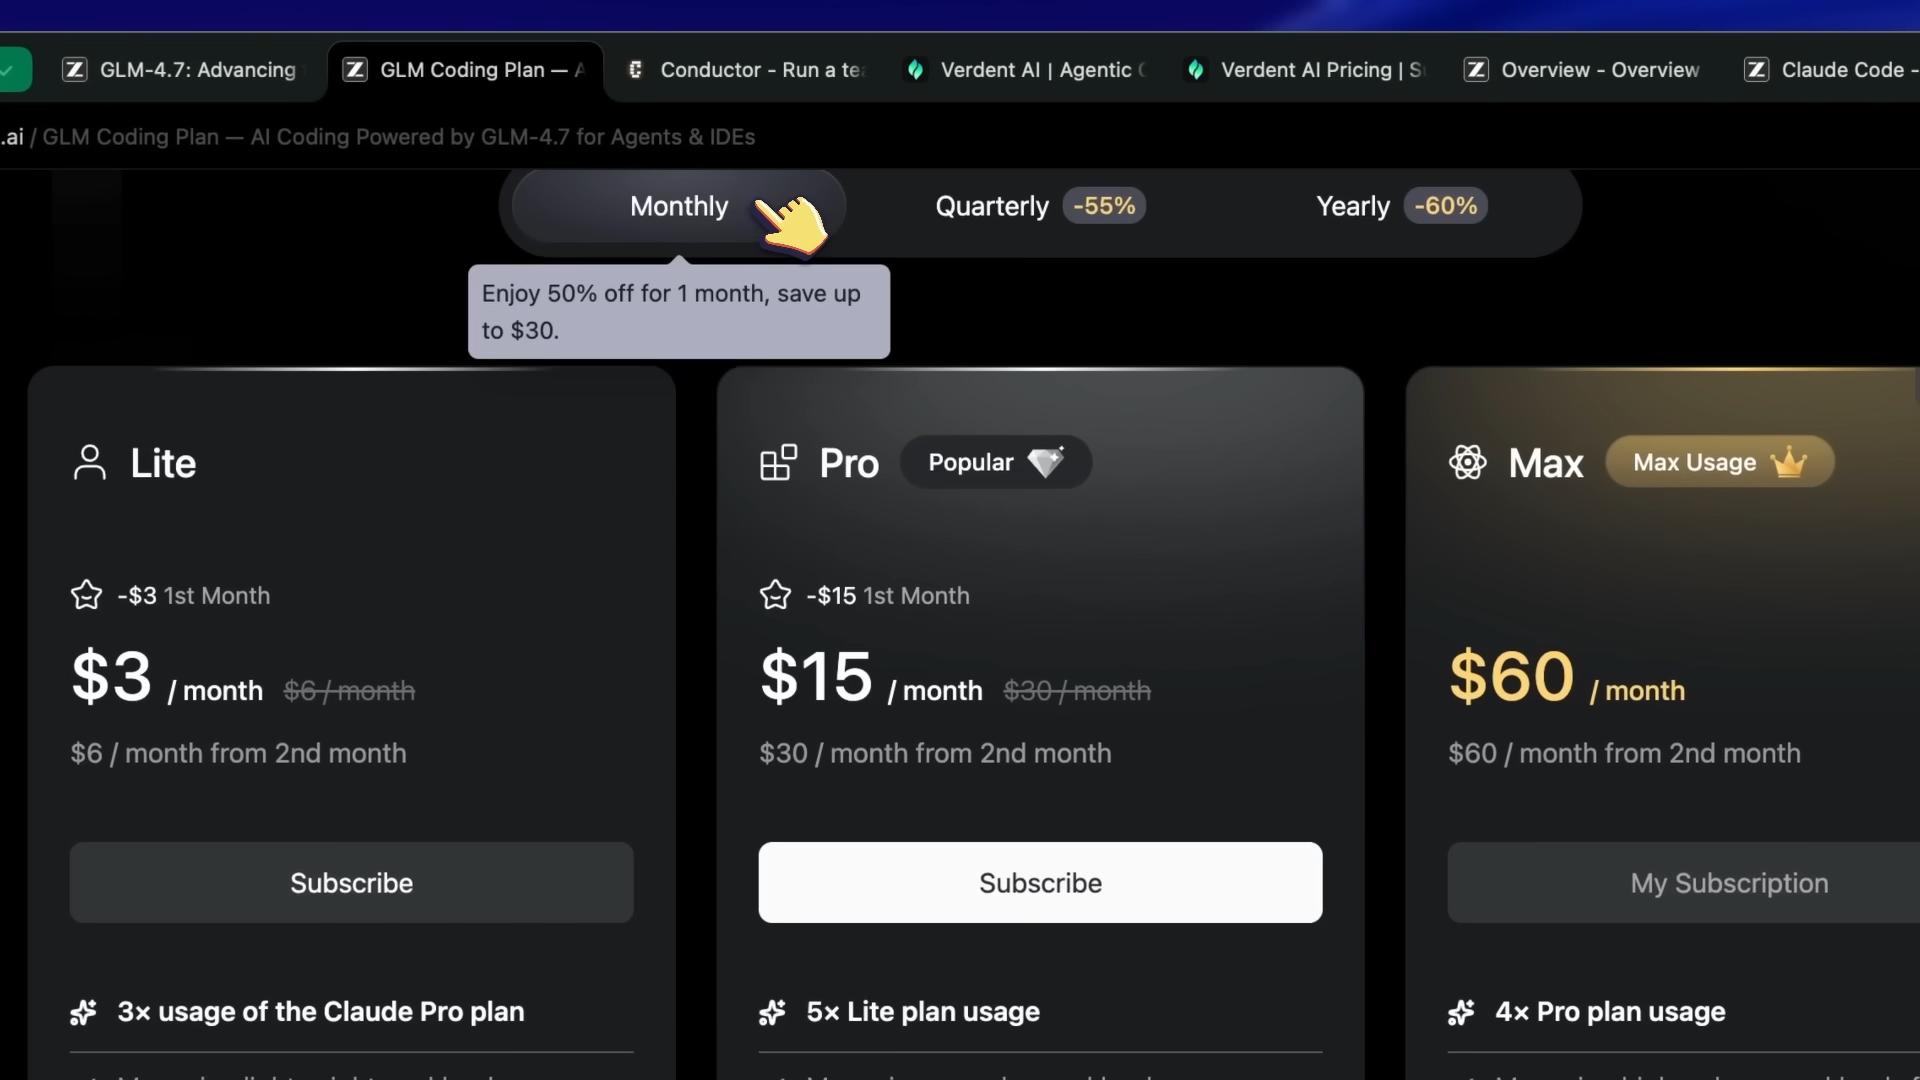 GLM-4.7: Advancing
GLM Coding Plan —
Conductor - Run a tea
Verdent AI | Agentic
Verdent AI Pricing |
Overview - Overview
Claude Code -
.ai / GLM Coding Plan — AI Coding Powered by GLM-4.7 for Agents & IDEs
Monthly
Quarterly -55%
Yearly -60%
Enjoy 50% off for 1 month, save up
to $30.
Lite
-$3 1st Month
$3 / month $6 / month
$6 / month from 2nd month
Subscribe
3× usage of the Claude Pro plan
Pro Popular
-$15 1st Month
$15 / month $30 / month
$30 / month from 2nd month
Subscribe
5× Lite plan usage
Max Max Usage
$60 / month
$60 / month from 2nd month
My Subscription
4× Pro plan usage